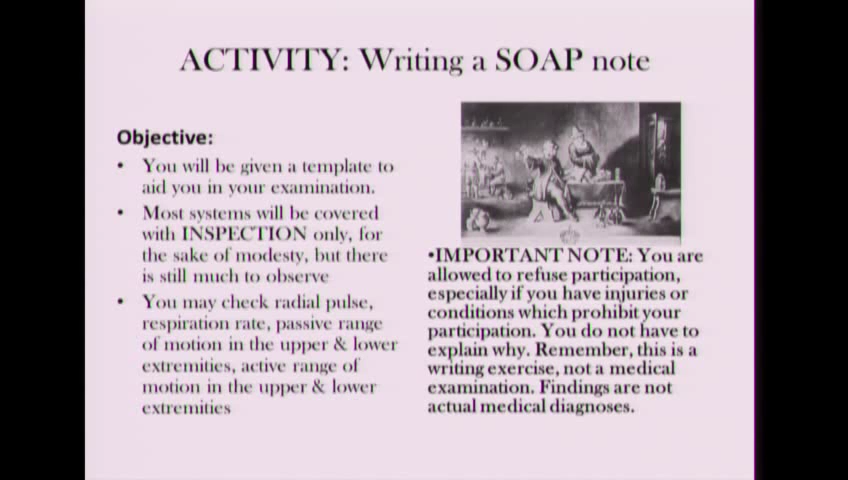 ACTIVITY: Writing a SOAP note
Objective:
• You will be given a template to
aid you in your examination.
• Most systems will be covered
with INSPECTION only, for
the sake of modesty, but there
is still much to observe
• You may check radial pulse,
respiration rate, passive range
of motion in the upper & lower
extremities, active range of
motion in the upper & lower
extremities
•IMPORTANT NOTE: You are
allowed to refuse participation,
especially if you have injuries or
conditions which prohibit your
participation. You do not have to
explain why. Remember, this is a
writing exercise, not a medical
examination. Findings are not
actual medical diagnoses.